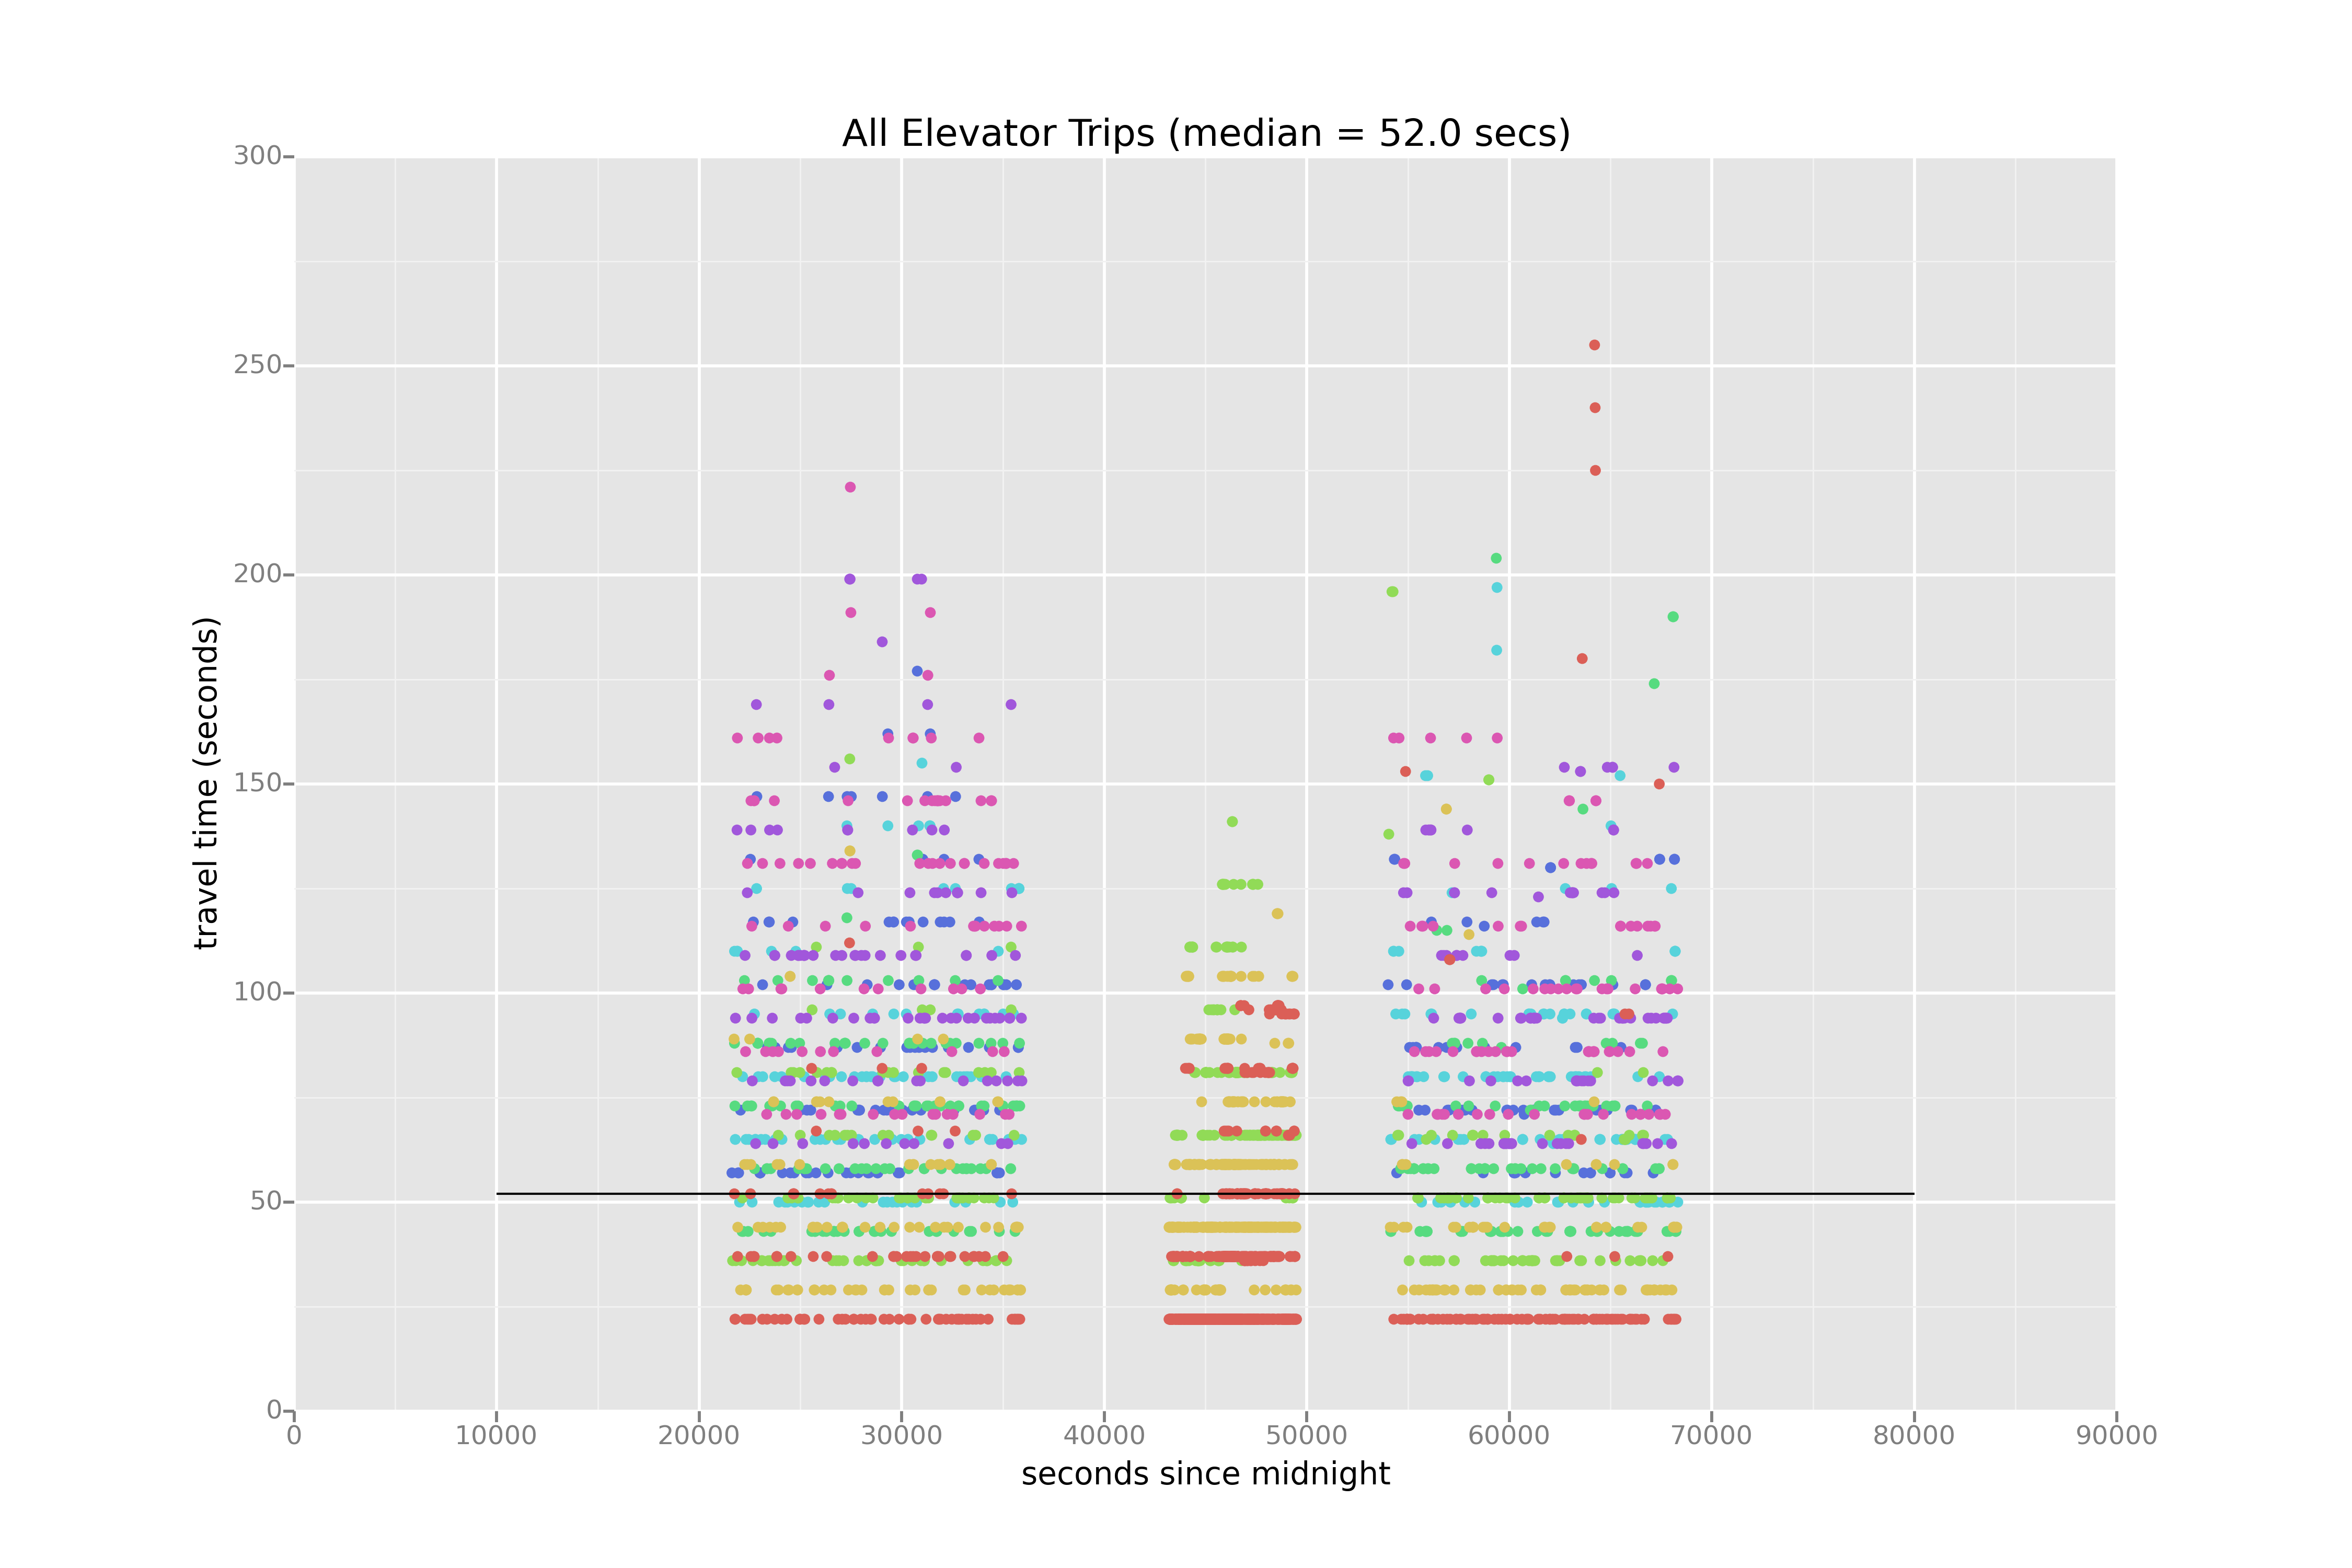 All Elevator Trips (median = 52.0 secs)
300
250
200
150
100
50
0
travel time (seconds)
0 10000 20000 30000 40000 50000 60000 70000 80000 90000
seconds since midnight